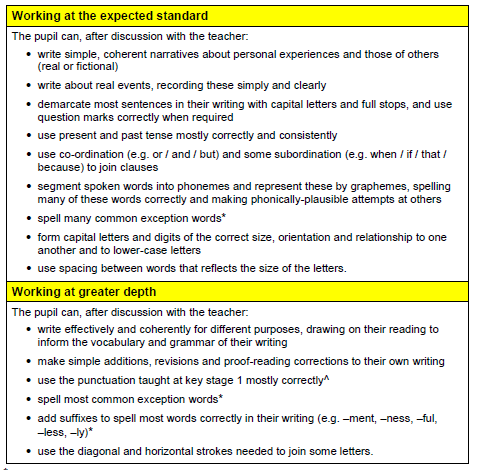 Working at the expected standard
The pupil can, after discussion with the teacher:
• write simple, coherent narratives about personal experiences and those of others
(real or fictional)
• write about real events, recording these simply and clearly
• demarcate most sentences in their writing with capital letters and full stops, and use
question marks correctly when required
• use present and past tense mostly correctly and consistently
• use co-ordination (e.g. or / and / but) and some subordination (e.g. when / if / that /
because) to join clauses
• segment spoken words into phonemes and represent these by graphemes, spelling
many of these words correctly and making phonically-plausible attempts at others
• spell many common exception words*
• form capital letters and digits of the correct size, orientation and relationship to one
another and to lower-case letters
• use spacing between words that reflects the size of the letters.
Working at greater depth
The pupil can, after discussion with the teacher:
• write effectively and coherently for different purposes, drawing on their reading to
inform the vocabulary and grammar of their writing
• make simple additions, revisions and proof-reading corrections to their own writing
• use the punctuation taught at key stage 1 mostly correctly^
• spell most common exception words*
• add suffixes to spell most words correctly in their writing (e.g. –ment, –ness, –ful,
–less, –ly)*
• use the diagonal and horizontal strokes needed to join some letters.